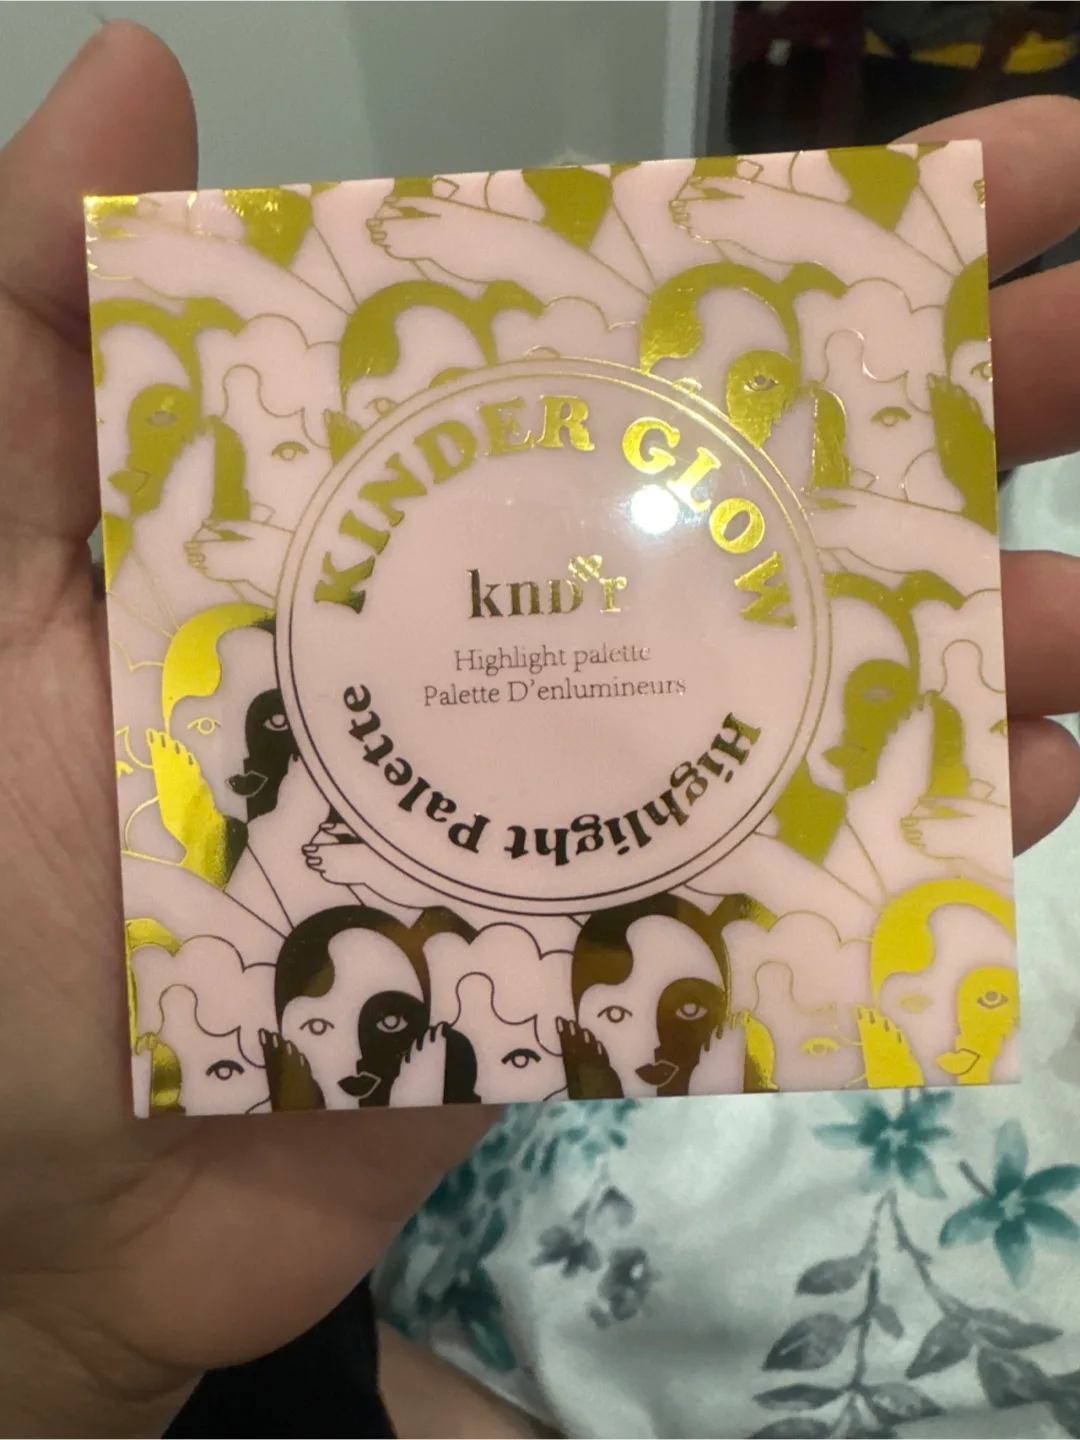 KINDER GLOW
knDr
Highlight palette
Palette D'enlumineurs
Highlight Palette